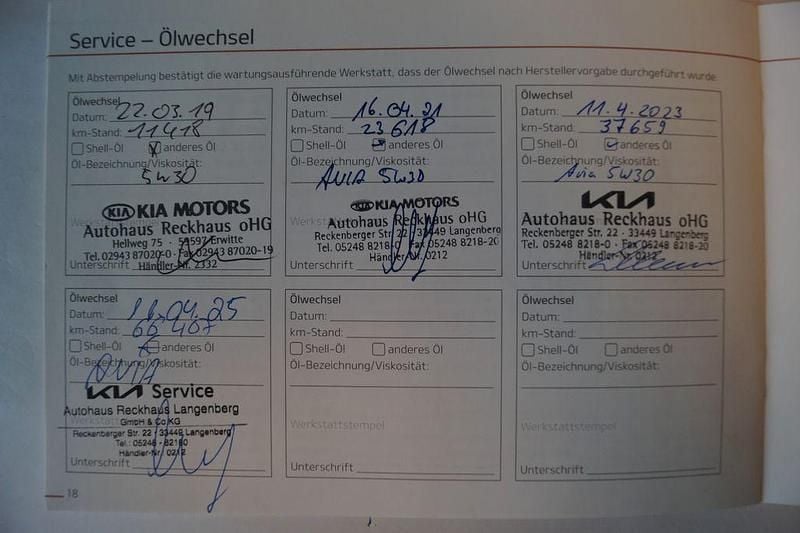 Service – Ölwechsel
Mit Abstempelung bestätigt die wartungsausführende Werkstatt, dass der Ölwechsel nach Herstellervorgabe durchgeführt wurde
Ölwechsel
Datum: 22.03.19
km-Stand: 11418
Shell-Öl anderes Öl
Öl-Bezeichnung/Viskosität:
5W30
KIA KIA MOTORS
Autohaus Reckhaus oHG
Hellweg 75 · 59597 Erwitte
Tel. 02943 87020-0 · Fax 02943 87020-19
Händler-Nr. 2332
Unterschrift
Ölwechsel
Datum: 16.04.21
km-Stand: 23618
Shell-Öl anderes Öl
Öl-Bezeichnung/Viskosität:
AVIA 5W30
KIA KIA MOTORS
Autohaus Reckhaus oHG
Reckenberger Str. 22 · 33449 Langenberg
Tel. 05248 8218-0 · Fax 05248 8218-20
Händler-Nr. 0212
Unterschrift
Ölwechsel
Datum: 11.4.2023
km-Stand: 37659
Shell-Öl anderes Öl
Öl-Bezeichnung/Viskosität:
Avia 5W30
KIA
Autohaus Reckhaus oHG
Reckenberger Str. 22 · 33449 Langenberg
Tel. 05248 8218-0 · Fax 05248 8218-20
Händler-Nr. 0212
Unterschrift
Ölwechsel
Datum: .04.25
km-Stand: 66407
Shell-Öl anderes Öl
Öl-Bezeichnung/Viskosität:
AVIA
KIA Service
Autohaus Reckhaus Langenberg
GmbH & Co.KG
Reckenberger Str. 22 · 33449 Langenberg
Tel.: 05248 - 82180
Händler-Nr. 0212
Unterschrift
Ölwechsel
Datum:
km-Stand:
Shell-Öl anderes Öl
Öl-Bezeichnung/Viskosität:
Werkstattstempel
Unterschrift
Ölwechsel
Datum:
km-Stand:
Shell-Öl anderes Öl
Öl-Bezeichnung/Viskosität:
Werkstattstempel
Unterschrift
18